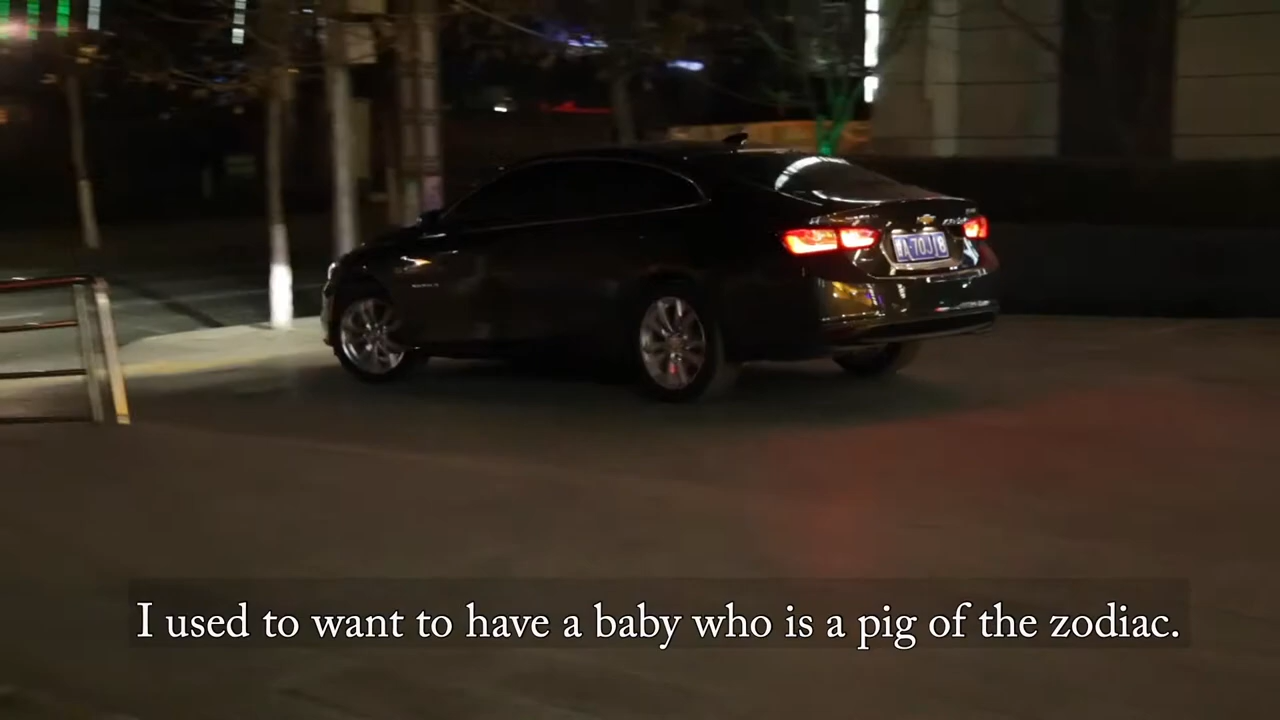 I used to want to have a baby who is a pig of the zodiac.